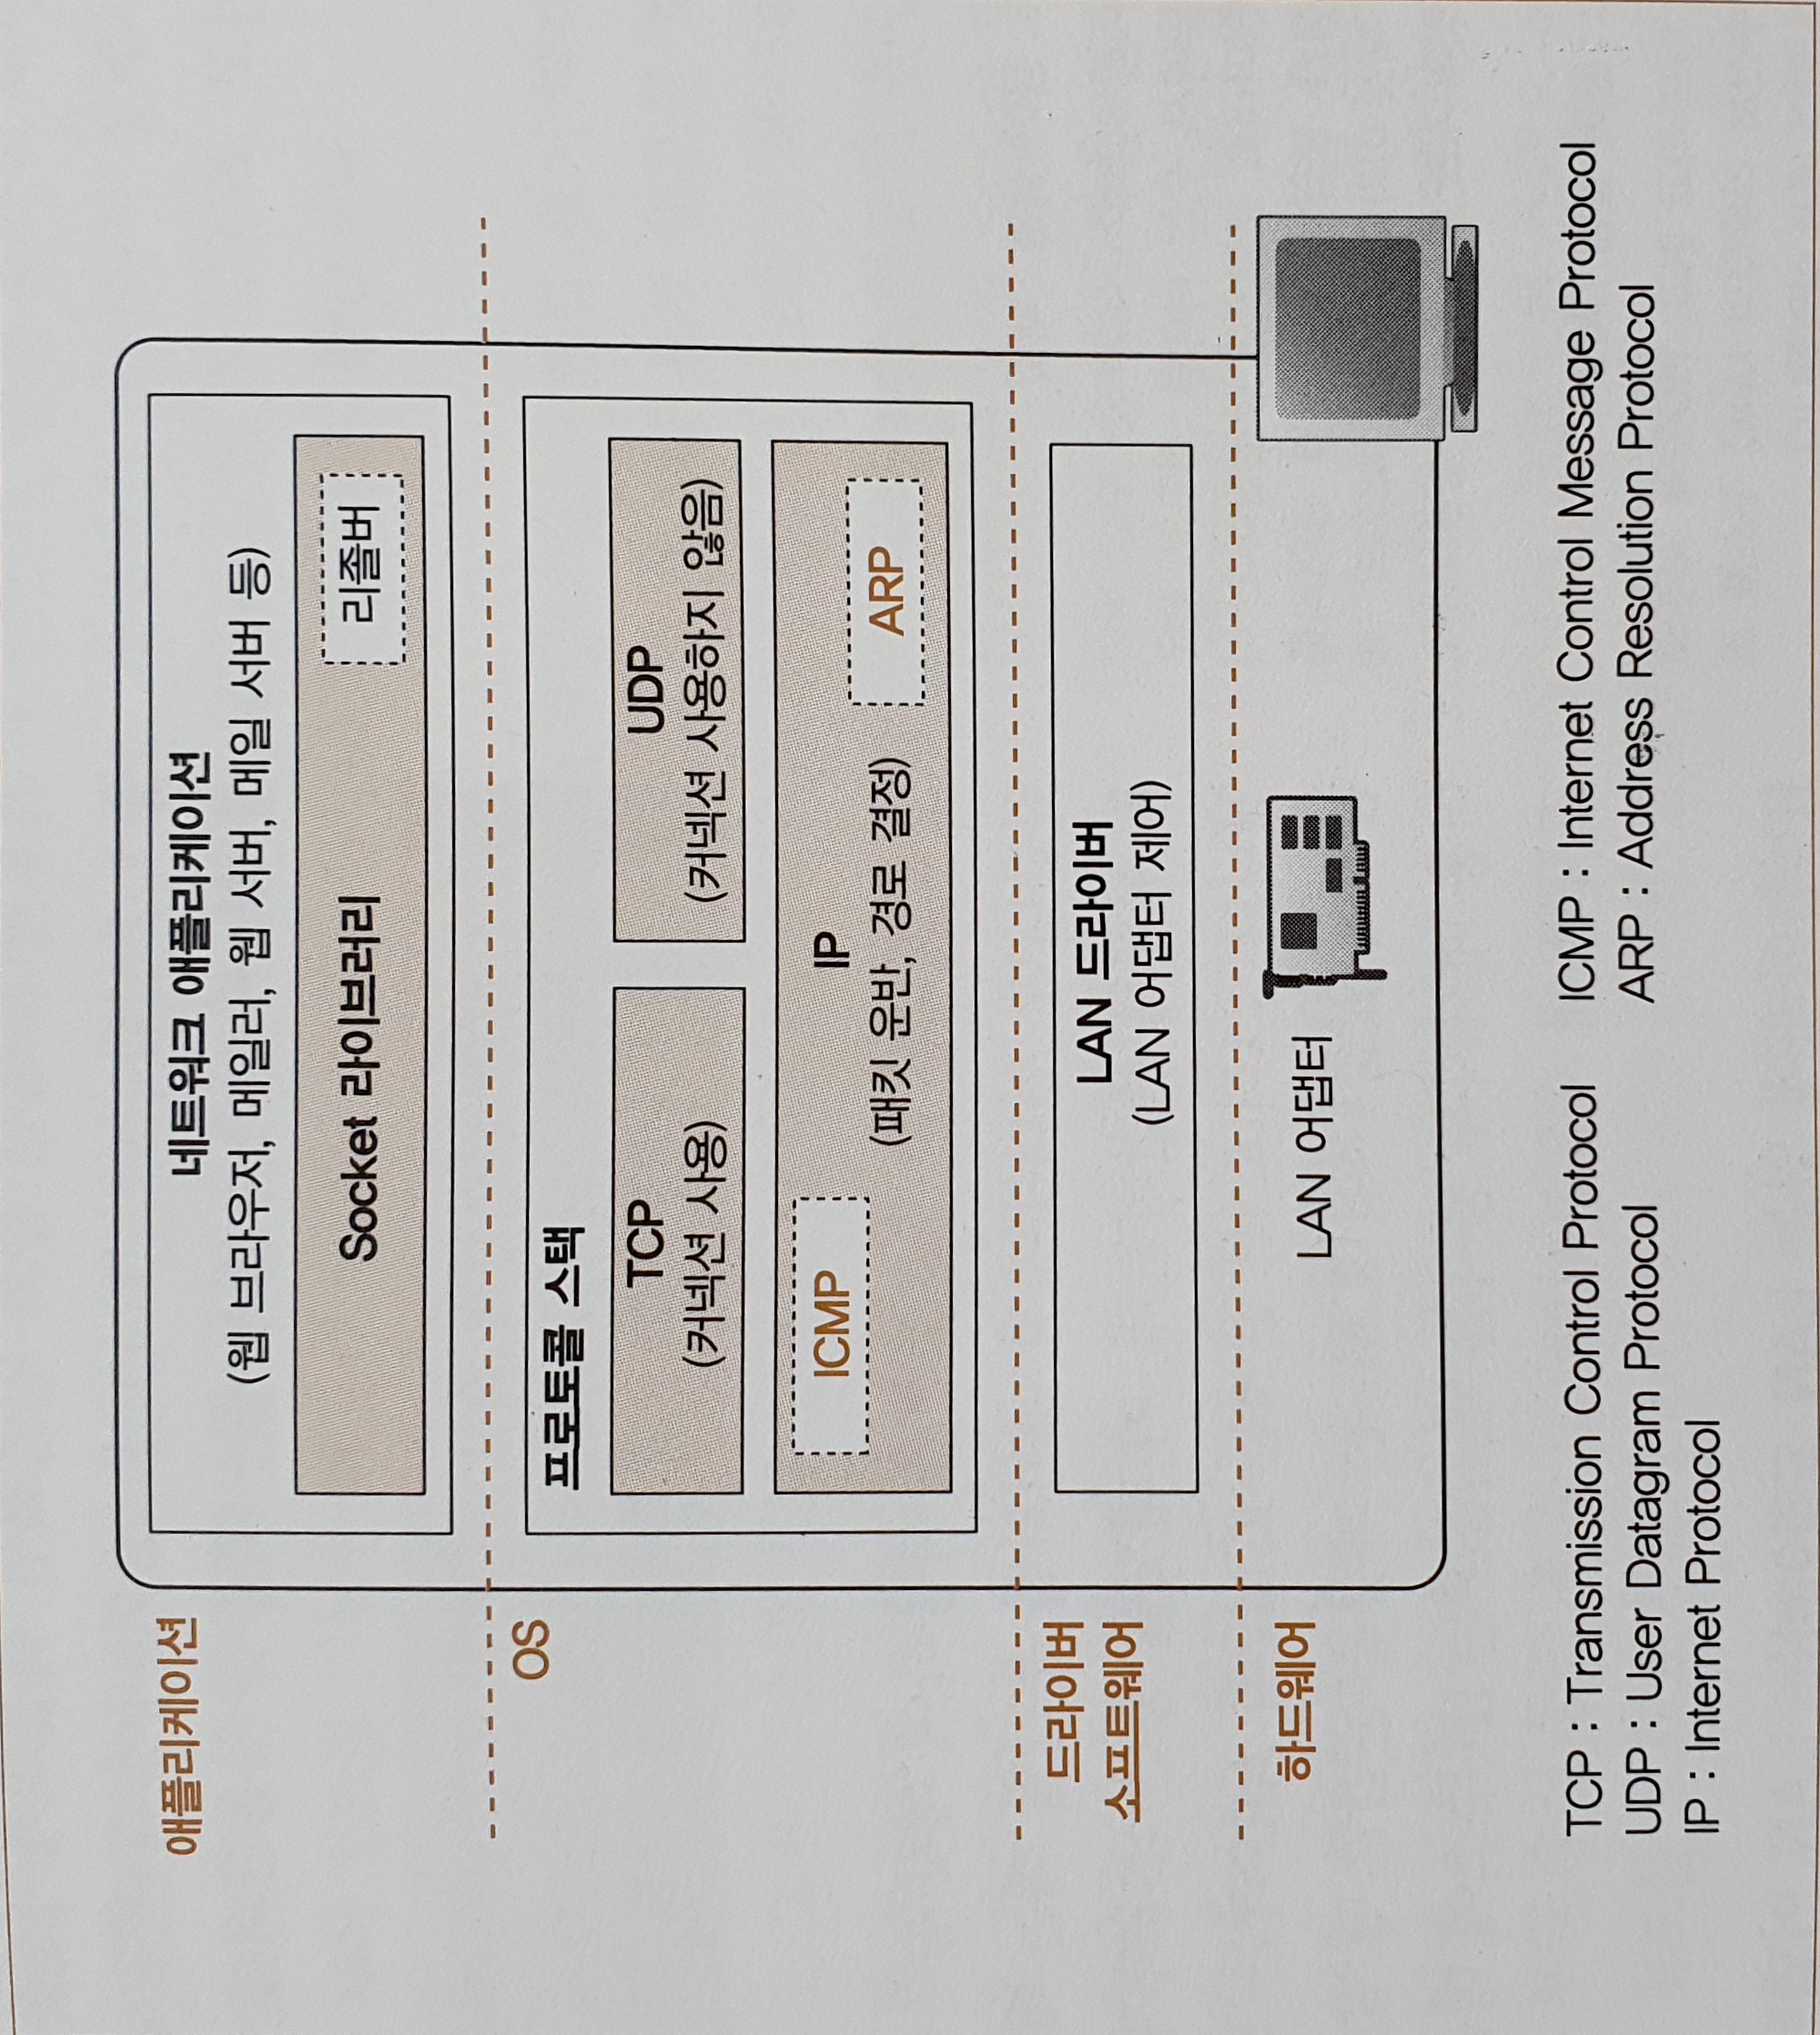 애플리케이션
네트워크 애플리케이션
(웹 브라우저, 메일러, 웹 서버, 메일 서버 등)
Socket 라이브러리
리졸버
OS
프로토콜 스택
TCP
(커넥션 사용)
UDP
(커넥션 사용하지 않음)
ICMP
IP
(패킷 운반, 경로 결정)
ARP
드라이버
소프트웨어
LAN 드라이버
(LAN 어댑터 제어)
하드웨어
LAN 어댑터
TCP : Transmission Control Protocol
UDP : User Datagram Protocol
IP : Internet Protocol
ICMP : Internet Control Message Protocol
ARP : Address Resolution Protocol